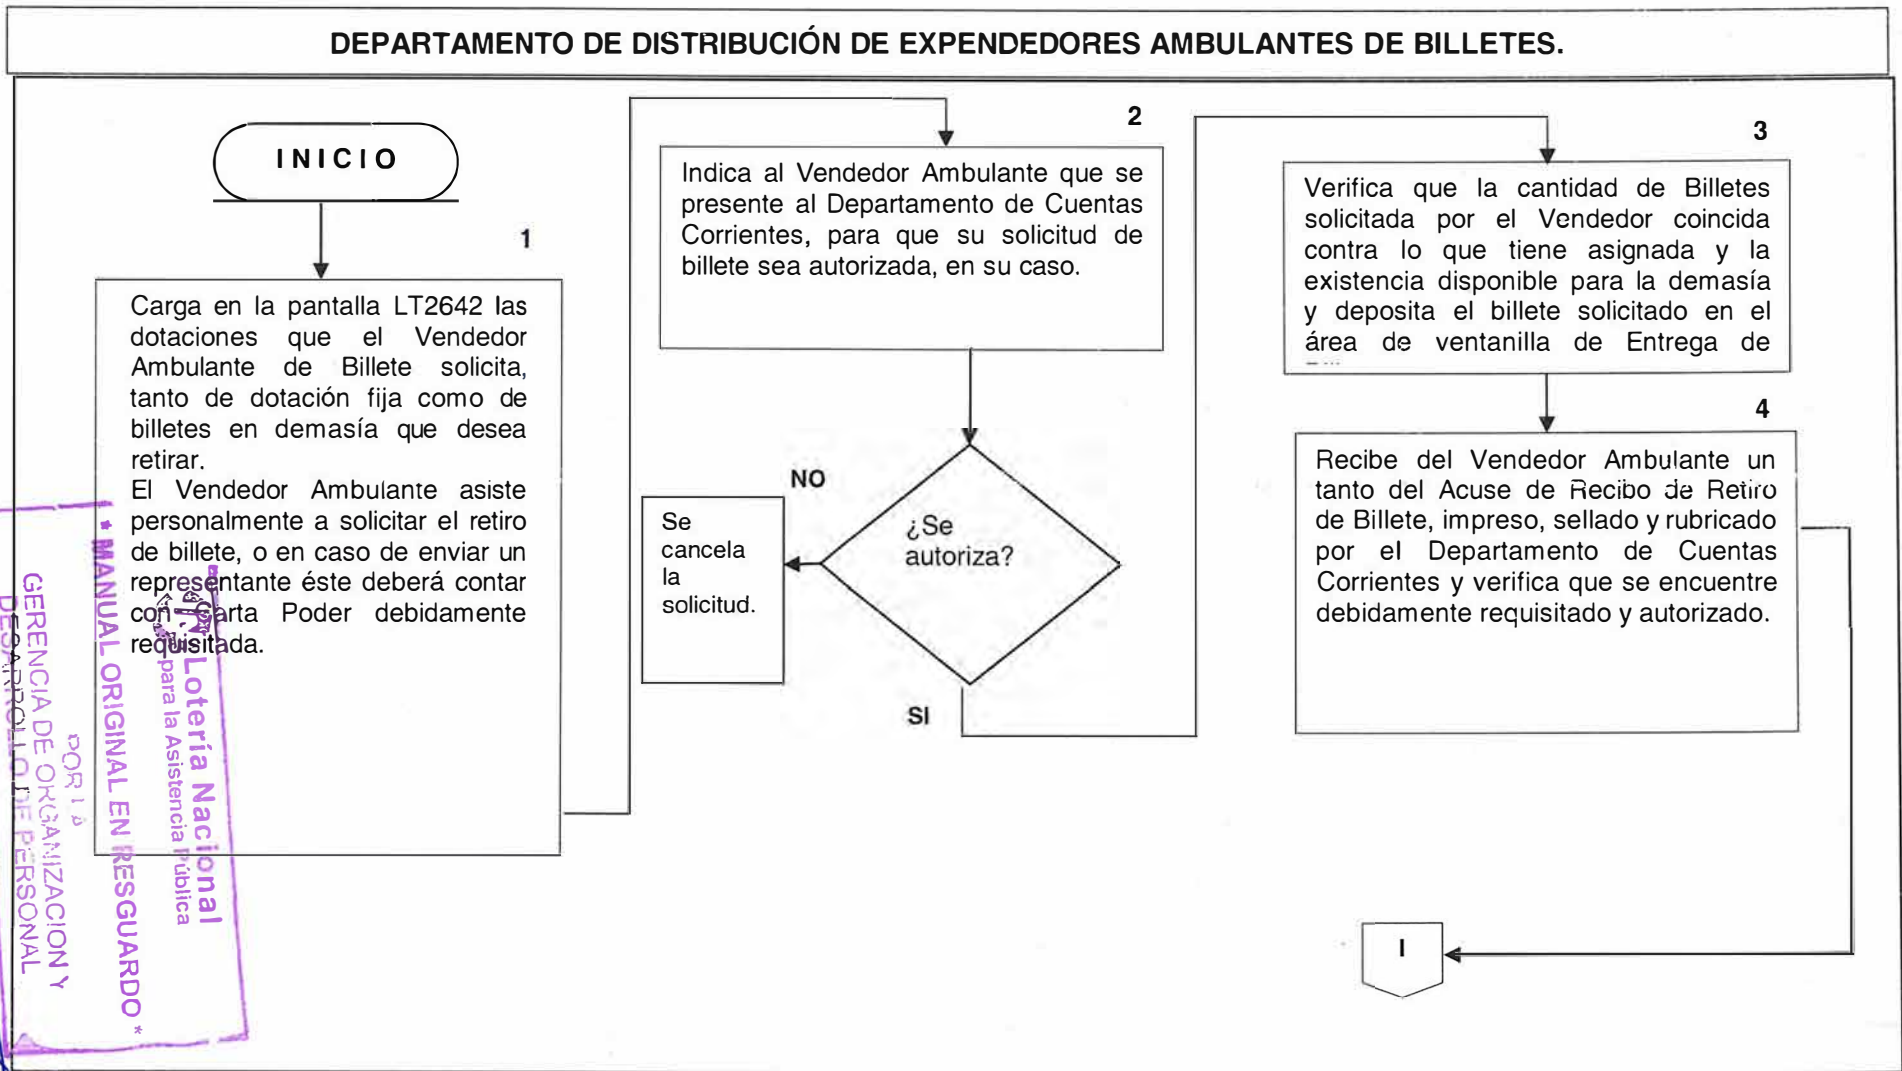 DEPARTAMENTO DE DISTRIBUCIÓN DE EXPENDEDORES AMBULANTES DE BILLETES.
INICIO
1
Carga en la pantalla LT2642 las
dotaciones que el Vendedor
Ambulante de Billete solicita,
tanto de dotación fija como de
billetes en demasía que desea
retirar.
El Vendedor Ambulante asiste
personalmente a solicitar el retiro
de billete, o en caso de enviar un
representante éste deberá contar
con Carta Poder debidamente
requisitada.
2
Indica al Vendedor Ambulante que se
presente al Departamento de Cuentas
Corrientes, para que su solicitud de
billete sea autorizada, en su caso.
¿Se
autoriza?
NO
Se
cancela
la
solicitud.
SI
3
Verifica que la cantidad de Billetes
solicitada por el Vendedor coincida
contra lo que tiene asignada y la
existencia disponible para la demasía
y deposita el billete solicitado en el
área de ventanilla de Entrega de
4
Recibe del Vendedor Ambulante un
tanto del Acuse de Recibo de Retiro
de Billete, impreso, sellado y rubricado
por el Departamento de Cuentas
Corrientes y verifica que se encuentre
debidamente requisitado y autorizado.
I
Lotería Nacional
para la Asistencia Pública
* MANUAL ORIGINAL EN RESGUARDO *
POR LA
GERENCIA DE ORGANIZACION Y
DESARROLLO DE PERSONAL